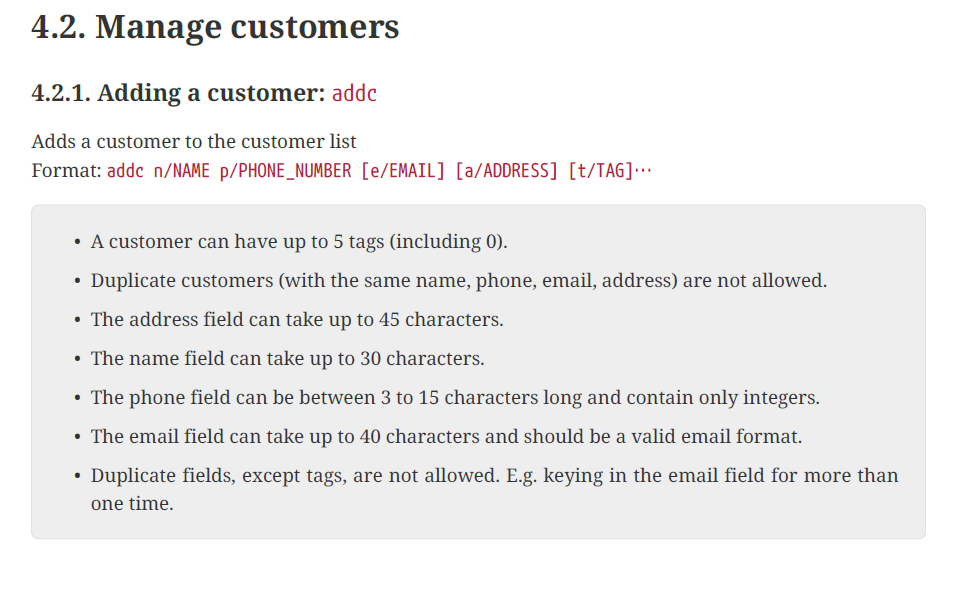 4.2. Manage customers
4.2.1. Adding a customer: addc
Adds a customer to the customer list
Format: addc n/NAME p/PHONE_NUMBER [e/EMAIL] [a/ADDRESS] [t/TAG]⋯
• A customer can have up to 5 tags (including 0).
• Duplicate customers (with the same name, phone, email, address) are not allowed.
• The address field can take up to 45 characters.
• The name field can take up to 30 characters.
• The phone field can be between 3 to 15 characters long and contain only integers.
• The email field can take up to 40 characters and should be a valid email format.
• Duplicate fields, except tags, are not allowed. E.g. keying in the email field for more than
one time.